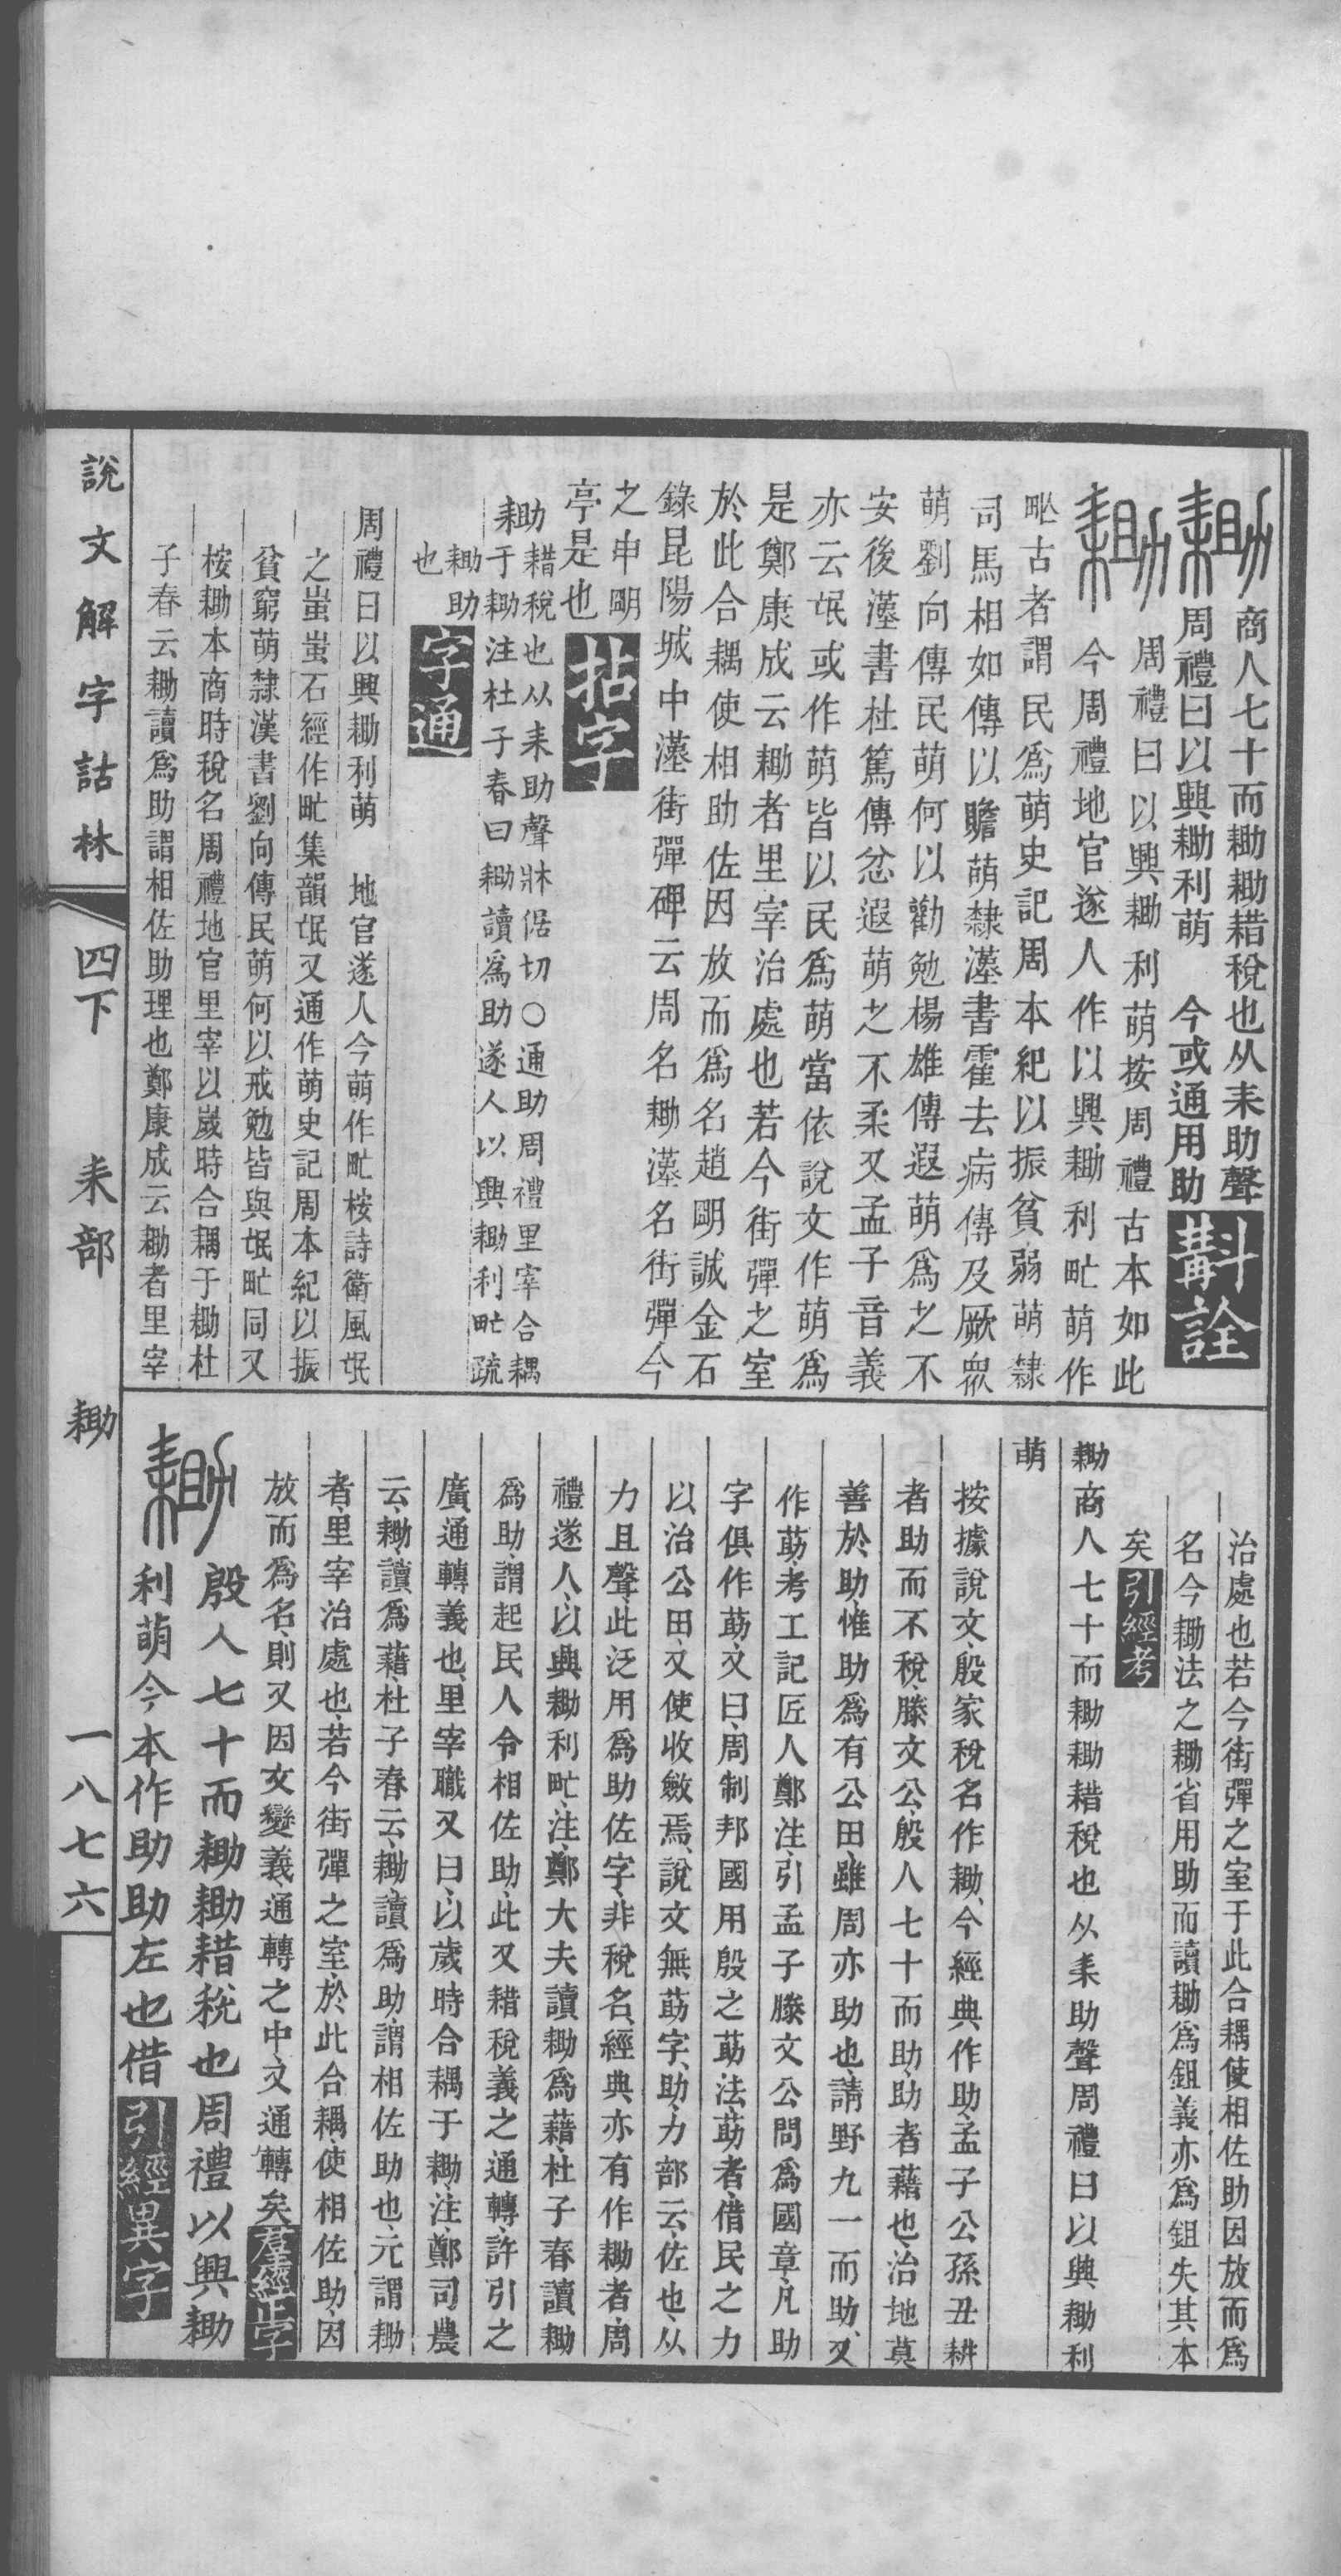 耡商人七十而耡耡耤稅也从耒助聲
周禮曰以興耡利萌　今或通用助斠詮
耡周禮曰以興耡利萌按周禮古本如此
今周禮地官遂人作以興耡利甿萌作
甿古者謂民爲萌史記周本紀以振貧弱萌隸
司馬相如傳以贍萌隸漢書霍去病傳及厥眾
萌劉向傳民萌何以勸勉楊雄傳遐萌爲之不
安後漢書杜篤傳忿遐萌之不柔又孟子音義
亦云氓或作萌皆以民爲萌當依說文作萌爲
是鄭康成云耡者里宰治處也若今街彈之室
於此合耦使相助佐因放而爲名趙明誠金石
錄昆陽城中漢街彈碑云周名耡漢名街彈今
之申明
亭是也拈字
耡耤稅也从耒助聲牀倨切○通助周禮里宰合耦
于耡注杜子春曰耡讀爲助遂人以興耡利甿疏
耡助
也字通
周禮曰以興耡利萌　地官遂人今萌作甿桉詩衛風氓
之蚩蚩石經作甿集韻氓又通作萌史記周本紀以振
貧窮萌隸漢書劉向傳民萌何以戒勉皆與氓甿同又
桉耡本商時稅名周禮地官里宰以嵗時合耦于耡杜
子春云耡讀爲助謂相佐助理也鄭康成云耡者里宰
治處也若今街彈之室于此合耦使相佐助因放而爲
名今耡法之耡省用助而讀耡爲鉏義亦爲鉏失其本
矣引經考
耡商人七十而耡耡耤稅也从耒助聲周禮曰以興耡利
萌
按據說文殷家稅名作耡今經典作助孟子公孫丑耕
者助而不稅滕文公殷人七十而助助者藉也治地莫
善於助惟助爲有公田雖周亦助也請野九一而助又
作莇考工記匠人鄭注引孟子滕文公問爲國章凡助
字俱作莇文曰周制邦國用殷之莇法莇者借民之力
以治公田又使收斂焉說文無莇字助力部云佐也从
力且聲此泛用爲助佐字非稅名經典亦有作耡者周
禮遂人以興耡利甿注鄭大夫讀耡爲藉杜子春讀耡
爲助謂起民人令相佐助此又耤稅義之通轉許引之
廣通轉義也里宰職又曰以歲時合耦于耡注鄭司農
云耡讀爲藉杜子春云耡讀爲助謂相佐助也元謂耡
者里宰治處也若今街彈之室於此合耦使相佐助因
放而爲名則又因文變義通轉之中又通轉矣羣經正字
耡殷人七十而耡耡耤稅也周禮以興耡
利萌今本作助助左也借引經異字
說文解字詁林　四下　耒部　耡　一八七六